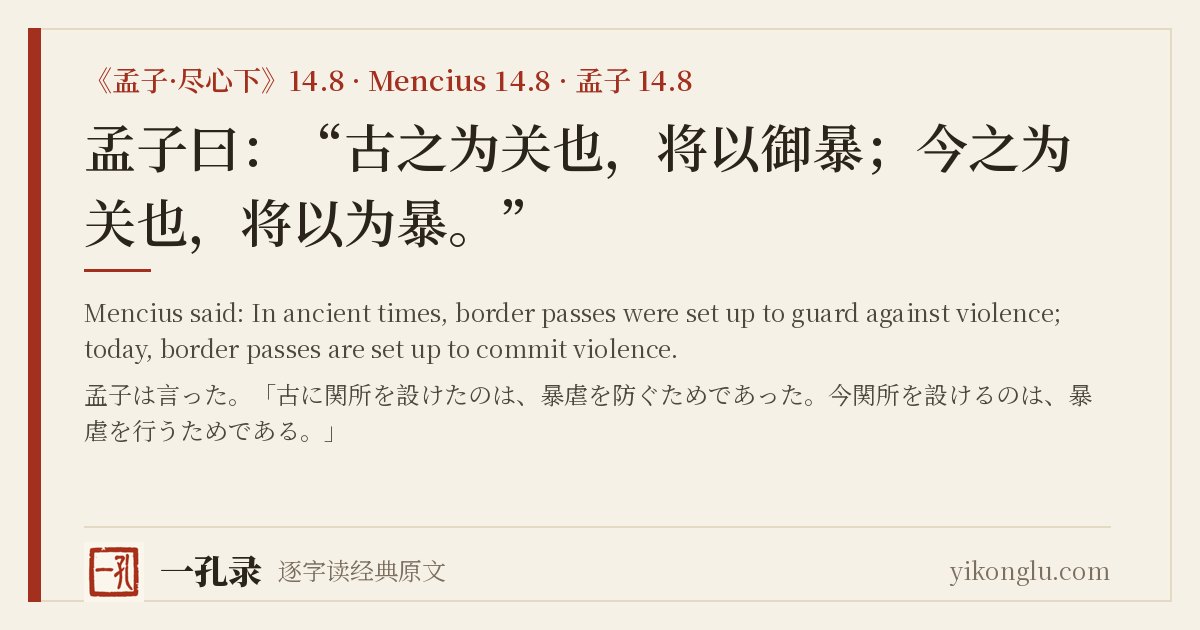 《孟子·尽心下》14.8 · Mencius 14.8 · 孟子 14.8
孟子曰：“古之为关也，将以御暴；今之为
关也，将以为暴。”
Mencius said: In ancient times, border passes were set up to guard against violence;
today, border passes are set up to commit violence.
孟子は言った。「古に関所を設けたのは、暴虐を防ぐためであった。今関所を設けるのは、暴
虐を行うためである。」
一孔 一孔录 逐字读经典原文 yikonglu.com